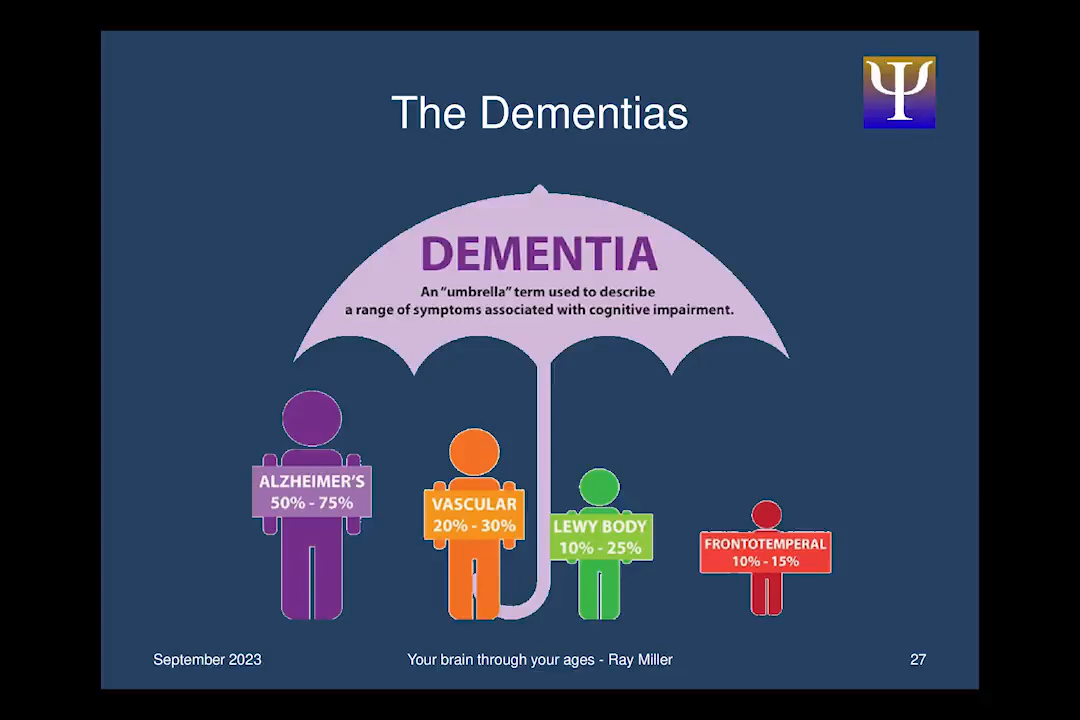 The Dementias
Ψ
DEMENTIA
An “umbrella” term used to describe
a range of symptoms associated with cognitive impairment.
ALZHEIMER’S
50% - 75%
VASCULAR
20% - 30%
LEWY BODY
10% - 25%
FRONTOTEMPERAL
10% - 15%
September 2023
Your brain through your ages - Ray Miller
27